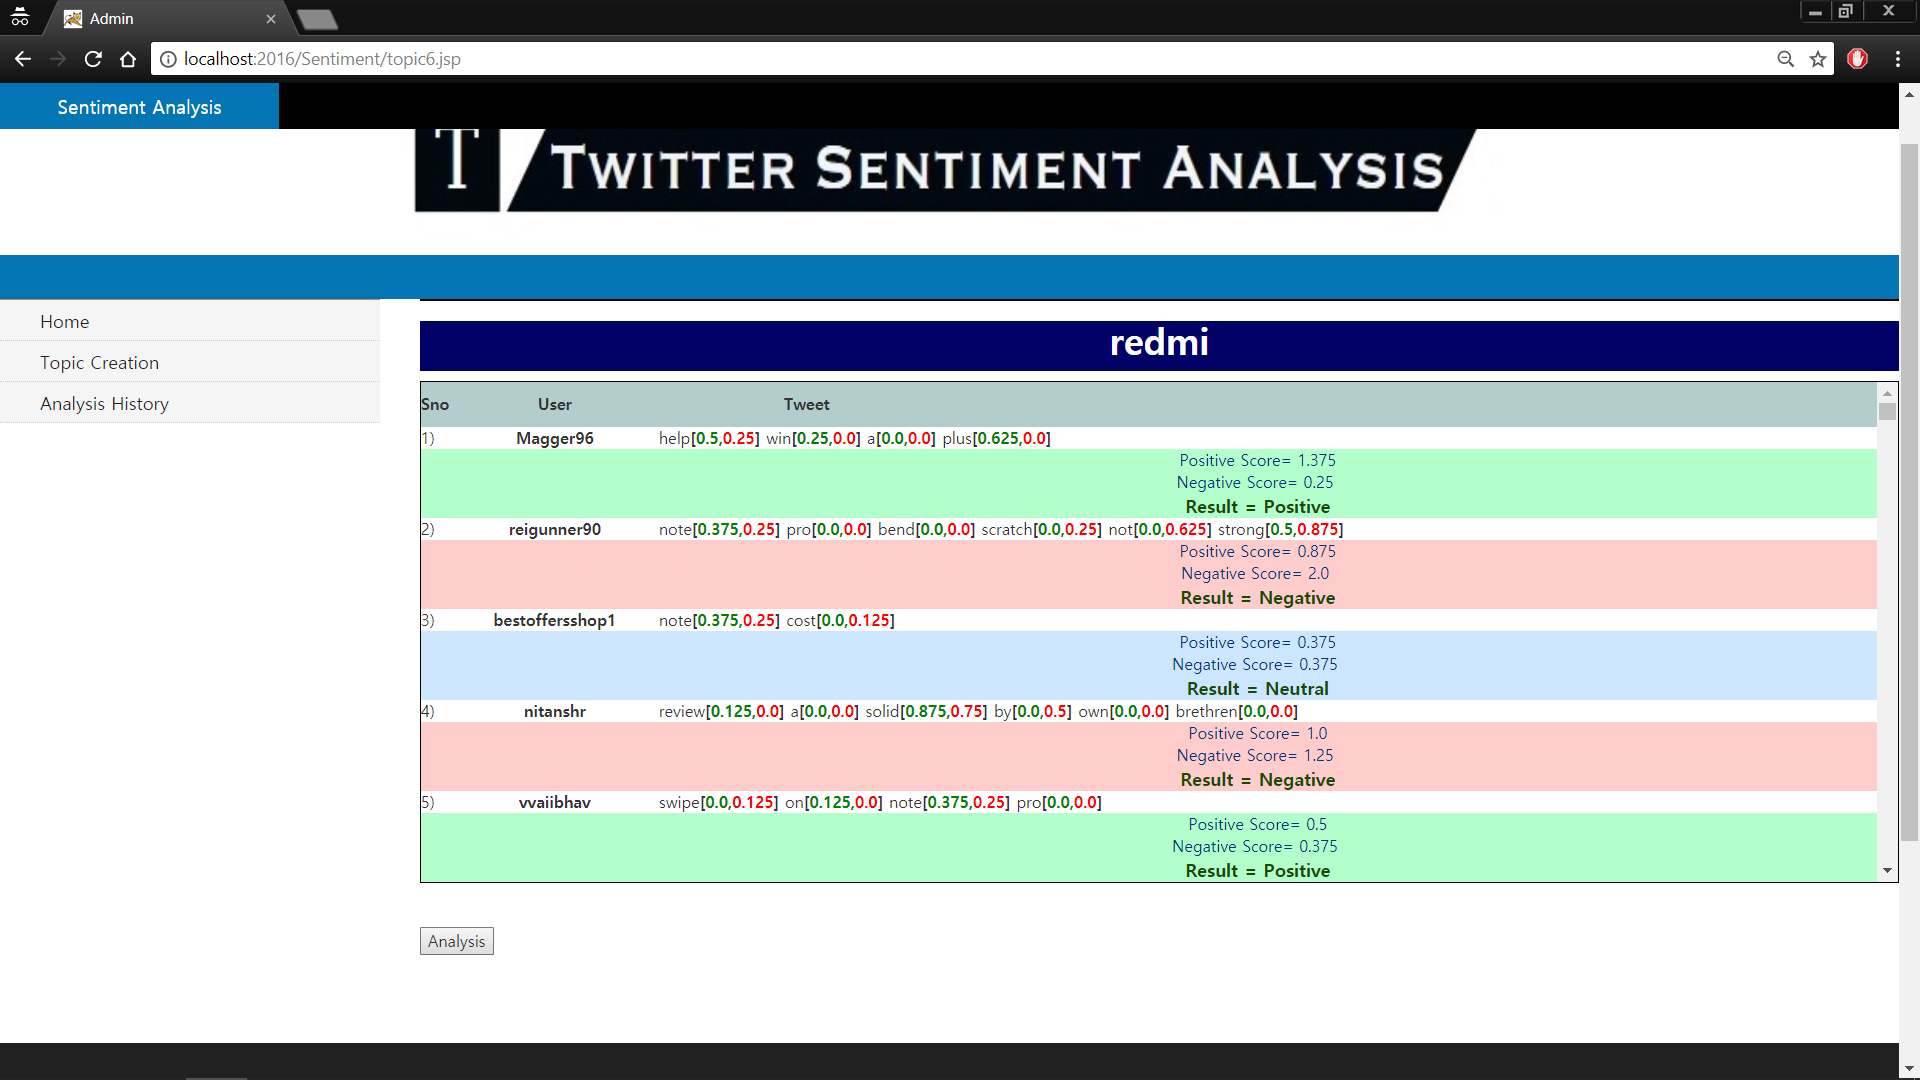 Admin
localhost:2016/Sentiment/topic6.jsp
Sentiment Analysis
T TWITTER SENTIMENT ANALYSIS
Home
Topic Creation
Analysis History
redmi
Sno User Tweet
1) Magger96 help[0.5,0.25] win[0.25,0.0] a[0.0,0.0] plus[0.625,0.0]
Positive Score= 1.375
Negative Score= 0.25
Result = Positive
2) reigunner90 note[0.375,0.25] pro[0.0,0.0] bend[0.0,0.0] scratch[0.0,0.25] not[0.0,0.625] strong[0.5,0.875]
Positive Score= 0.875
Negative Score= 2.0
Result = Negative
3) bestoffersshop1 note[0.375,0.25] cost[0.0,0.125]
Positive Score= 0.375
Negative Score= 0.375
Result = Neutral
4) nitanshr review[0.125,0.0] a[0.0,0.0] solid[0.875,0.75] by[0.0,0.5] own[0.0,0.0] brethren[0.0,0.0]
Positive Score= 1.0
Negative Score= 1.25
Result = Negative
5) vvaiibhav swipe[0.0,0.125] on[0.125,0.0] note[0.375,0.25] pro[0.0,0.0]
Positive Score= 0.5
Negative Score= 0.375
Result = Positive
Analysis